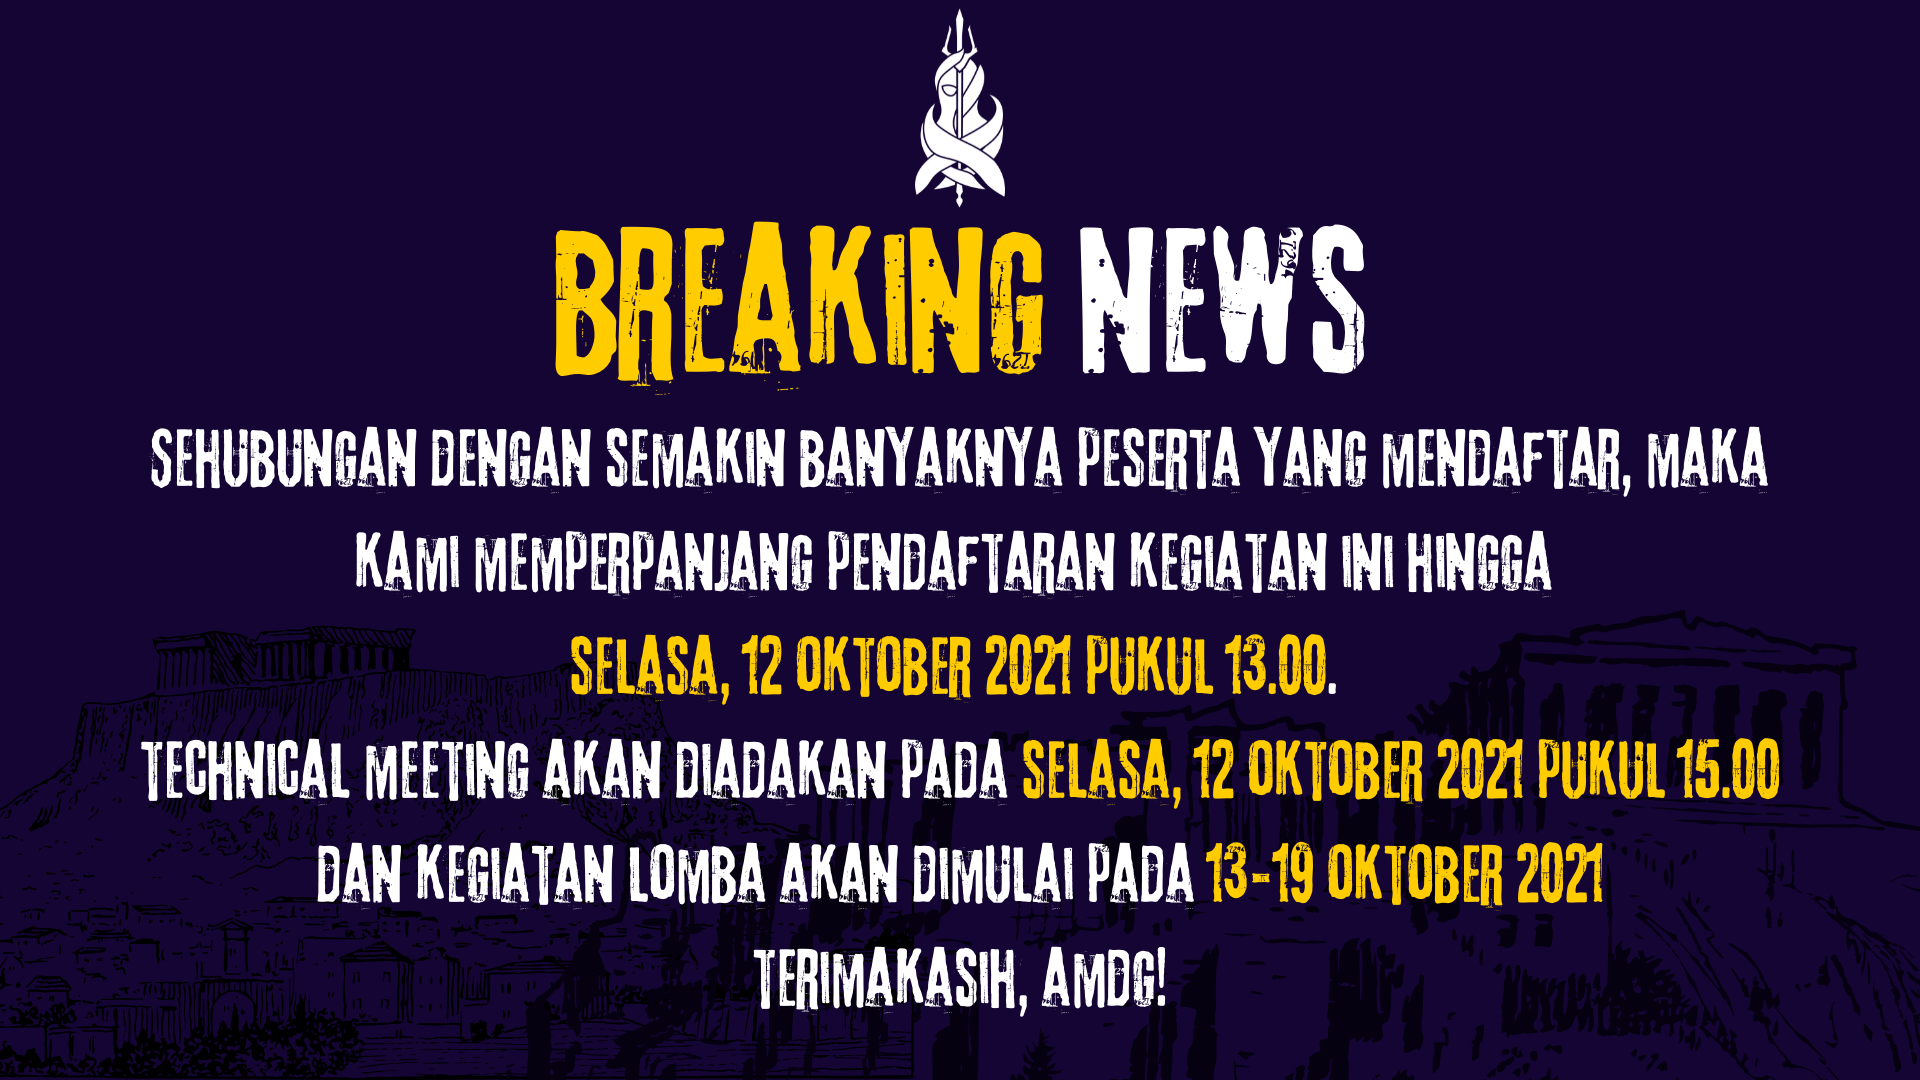 BREAKING NEWS
SEHUBUNGAN DENGAN SEMAKIN BANYAKNYA PESERTA YANG MENDAFTAR, MAKA
KAMI MEMPERPANJANG PENDAFTARAN KEGIATAN INI HINGGA
SELASA, 12 OKTOBER 2021 PUKUL 13.00.
TECHNICAL MEETING AKAN DIADAKAN PADA SELASA, 12 OKTOBER 2021 PUKUL 15.00
DAN KEGIATAN LOMBA AKAN DIMULAI PADA 13-19 OKTOBER 2021
TERIMAKASIH, AMDG!